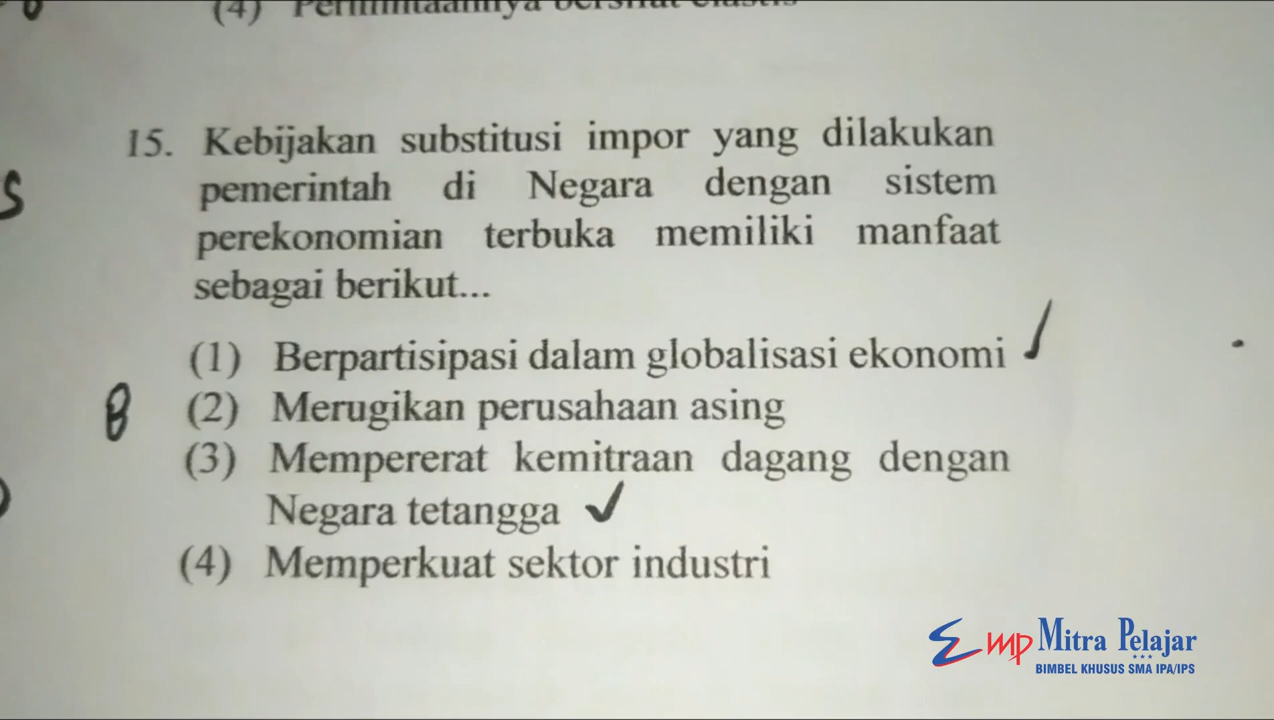 (4)
15. Kebijakan substitusi impor yang dilakukan
pemerintah di Negara dengan sistem
perekonomian terbuka memiliki manfaat
sebagai berikut...
(1) Berpartisipasi dalam globalisasi ekonomi
B (2) Merugikan perusahaan asing
(3) Mempererat kemitraan dagang dengan
Negara tetangga
(4) Memperkuat sektor industri
mp Mitra Pelajar
BIMBEL KHUSUS SMA IPA/IPS